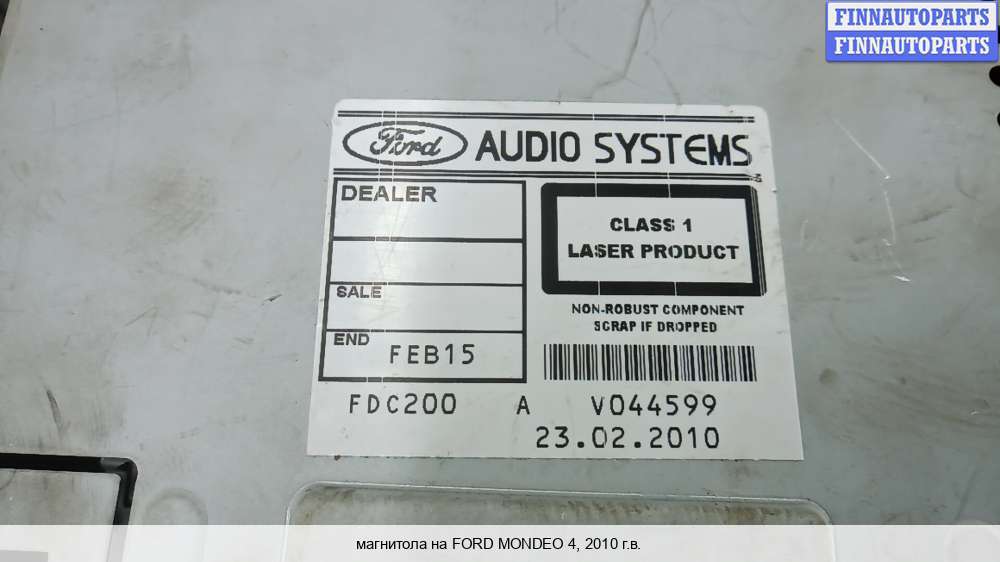 FINNAUTOPARTS
FINNAUTOPARTS
Ford AUDIO SYSTEMS
DEALER
CLASS 1
LASER PRODUCT
SALE
NON-ROBUST COMPONENT
SCRAP IF DROPPED
END FEB15
FDC200 A V044599
23.02.2010
магнитола на FORD MONDEO 4, 2010 г.в.